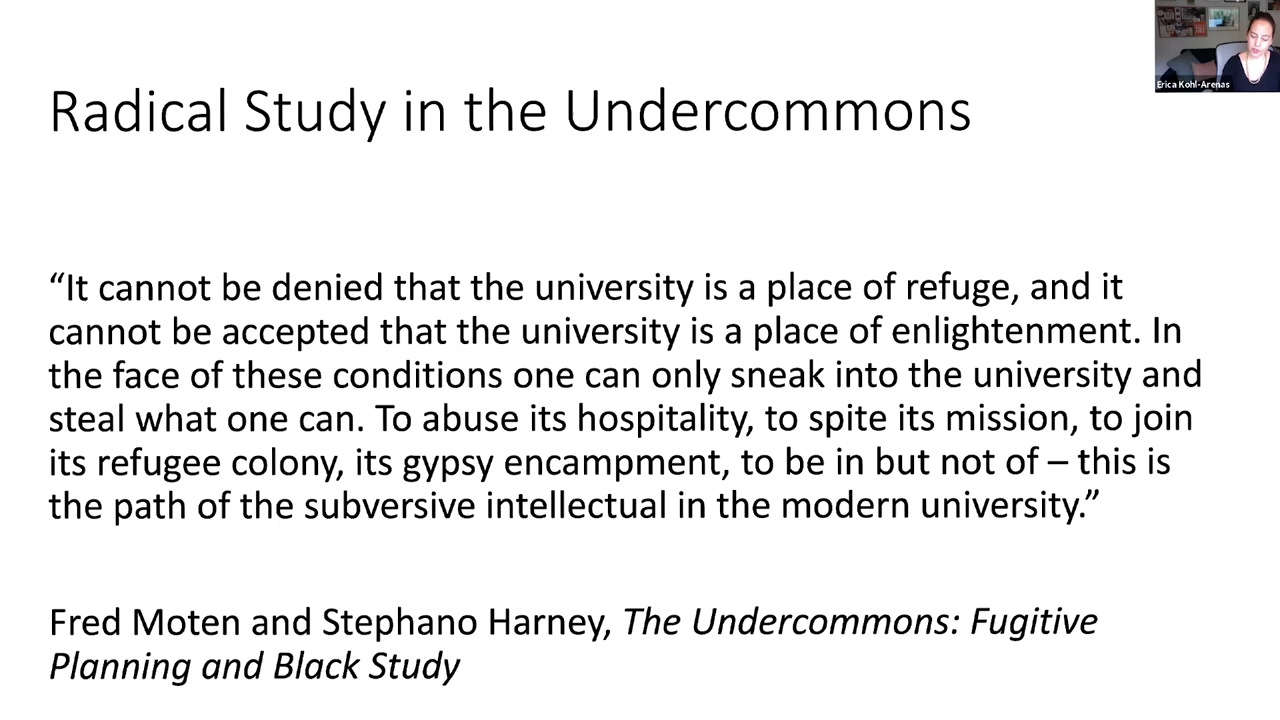 Erica Kohl-Arenas
Radical Study in the Undercommons
“It cannot be denied that the university is a place of refuge, and it
cannot be accepted that the university is a place of enlightenment. In
the face of these conditions one can only sneak into the university and
steal what one can. To abuse its hospitality, to spite its mission, to join
its refugee colony, its gypsy encampment, to be in but not of – this is
the path of the subversive intellectual in the modern university.”
Fred Moten and Stephano Harney, The Undercommons: Fugitive
Planning and Black Study